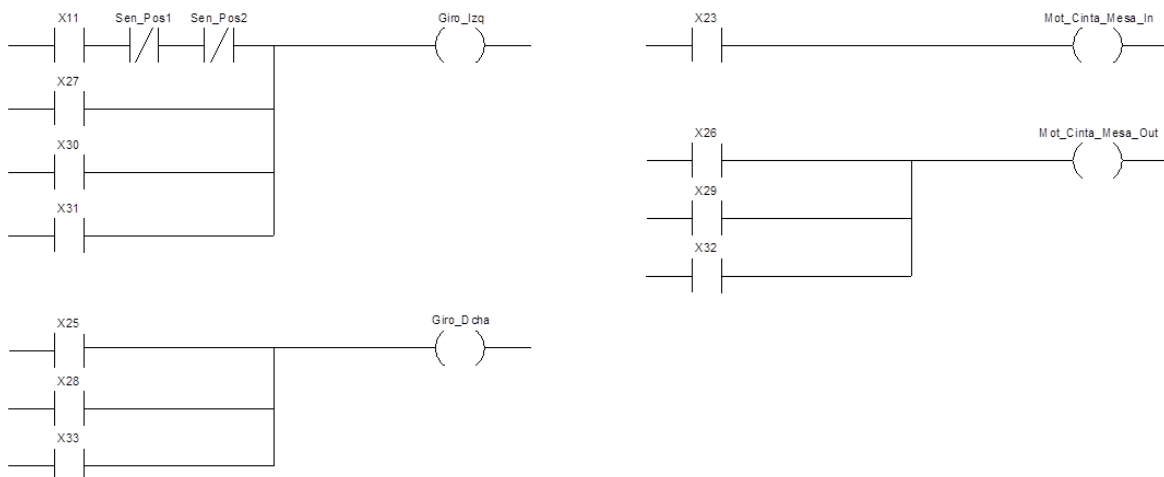 X11 Sen_Pos1 Sen_Pos2 Giro_Izq
X27
X30
X31
X25 Giro_Dcha
X28
X33
X23 Mot_Cinta_Mesa_In
X26 Mot_Cinta_Mesa_Out
X29
X32